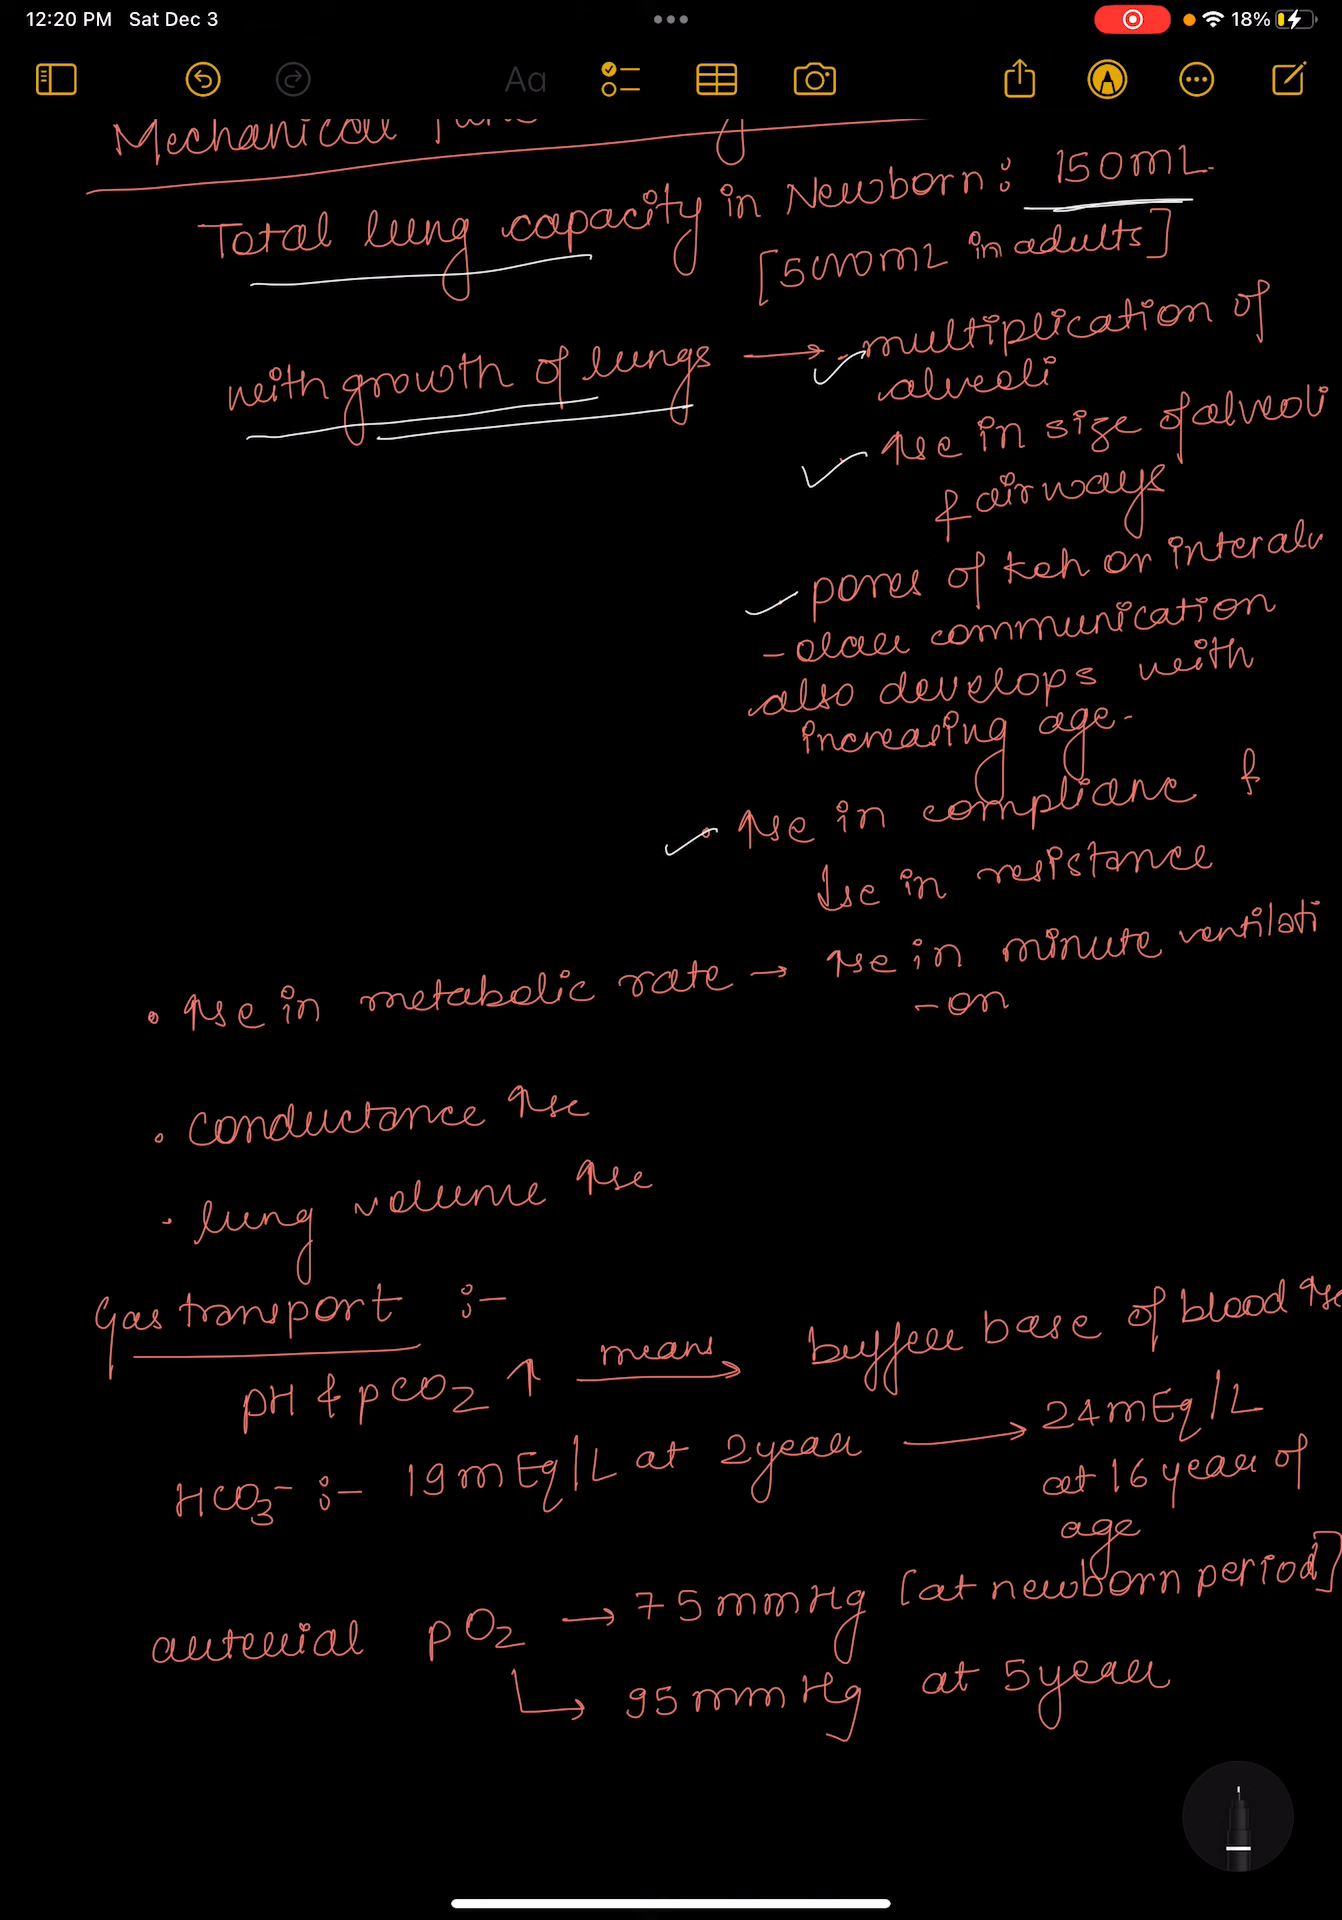 12:20 PM Sat Dec 3
18%
Aa
Mechanical
Total lung capacity in Newborn: 150mL
[5000mL in adults]
with growth of lungs → multiplication of
alveoli
↑se in size of alveoli
& airways
pores of Koh or interalv
-olar communication
also develops with
increasing age.
• ↑se in complianc &
↓se in resistance
• ↑se in metabolic rate → ↑se in minute ventilati
-on
• conductance ↑se
• lung volume ↑se
Gas transport :-
pH & pCO2 ↑ means → buffer base of blood ↑se
HCO3- :- 19mEq/L at 2year → 24mEq/L
at 16 year of
age
arterial pO2 → 75mmHg [at newborn period]
↳ 95mmHg at 5year